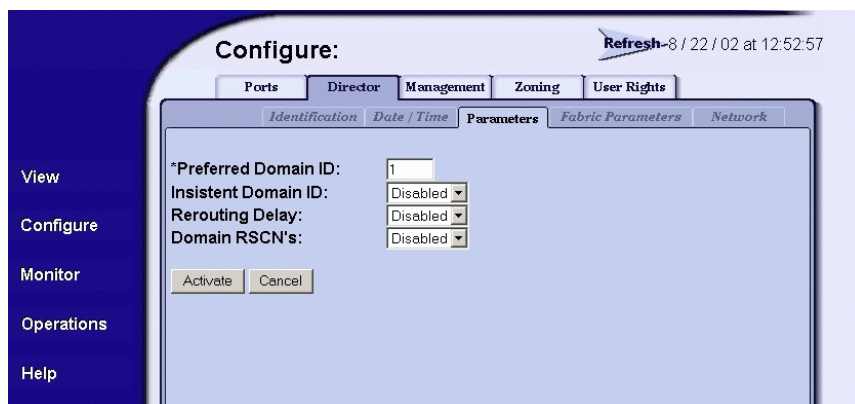 Configure:
Refresh-8 / 22 / 02 at 12:52:57
Ports Director Management Zoning User Rights
Identification Date / Time Parameters Fabric Parameters Network
View
Configure
Monitor
Operations
Help
*Preferred Domain ID: 1
Insistent Domain ID: Disabled
Rerouting Delay: Disabled
Domain RSCN's: Disabled
Activate Cancel